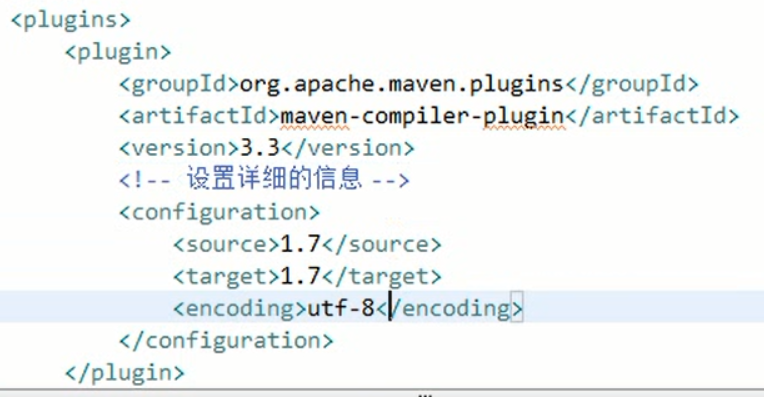 <plugins>
<plugin>
<groupId>org.apache.maven.plugins</groupId>
<artifactId>maven-compiler-plugin</artifactId>
<version>3.3</version>
<!-- 设置详细的信息 -->
<configuration>
<source>1.7</source>
<target>1.7</target>
<encoding>utf-8</encoding>
</configuration>
</plugin>